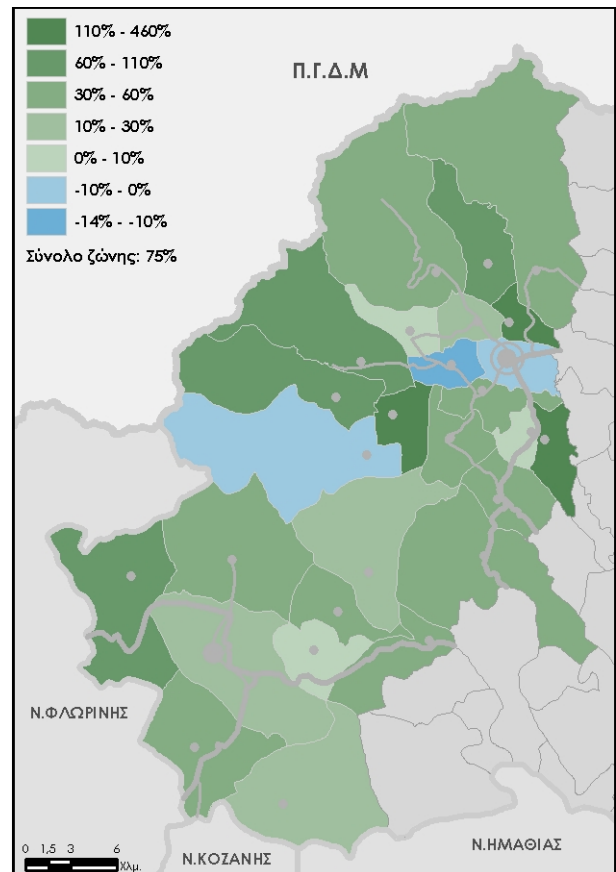 110% - 460%
60% - 110%
30% - 60%
10% - 30%
0% - 10%
-10% - 0%
-14% - -10%
Σύνολο ζώνης: 75%
Π.Γ.Δ.Μ
Ν.ΦΛΩΡΙΝΗΣ
Ν.ΚΟΖΑΝΗΣ
Ν.ΗΜΑΘΙΑΣ
0 1,5 3 6
Χλμ.